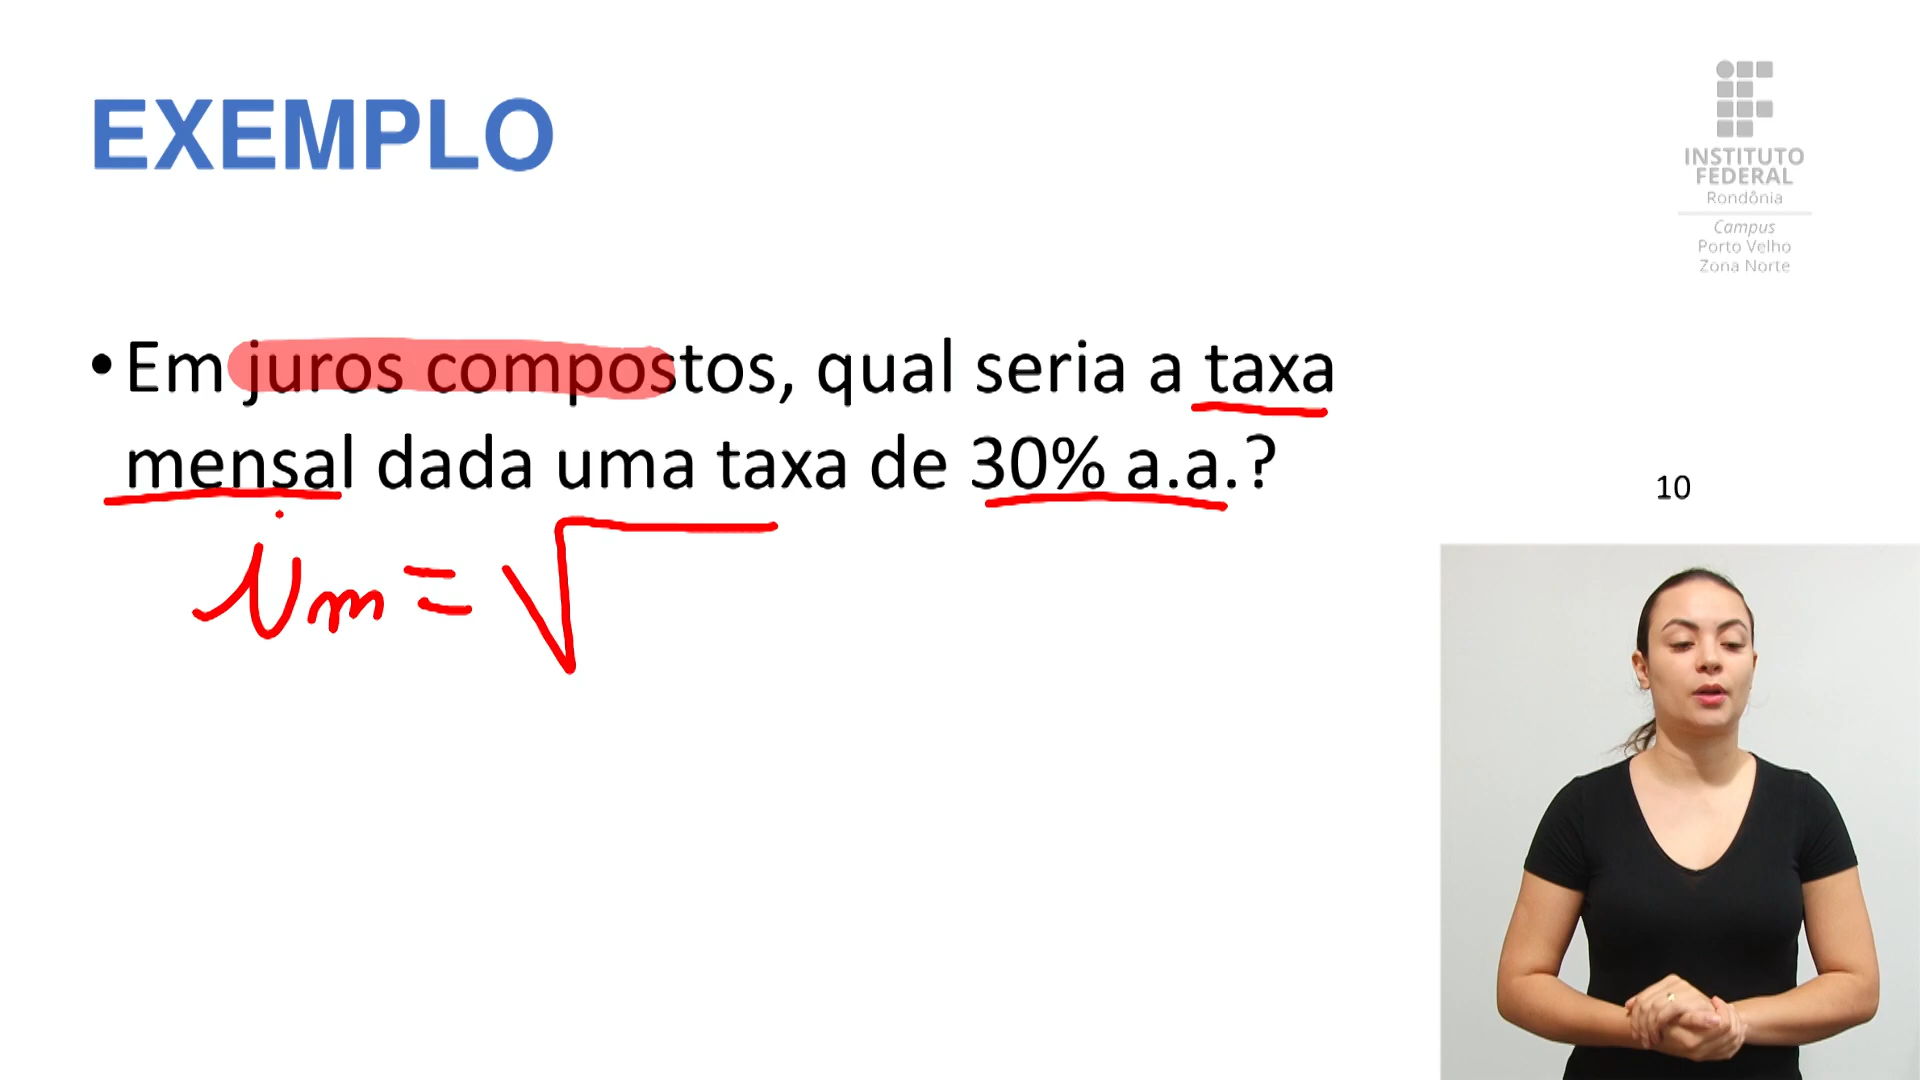 EXEMPLO
INSTITUTO
FEDERAL
Rondônia
Campus
Porto Velho
Zona Norte
• Em juros compostos, qual seria a taxa
mensal dada uma taxa de 30% a.a.?
10
im = √